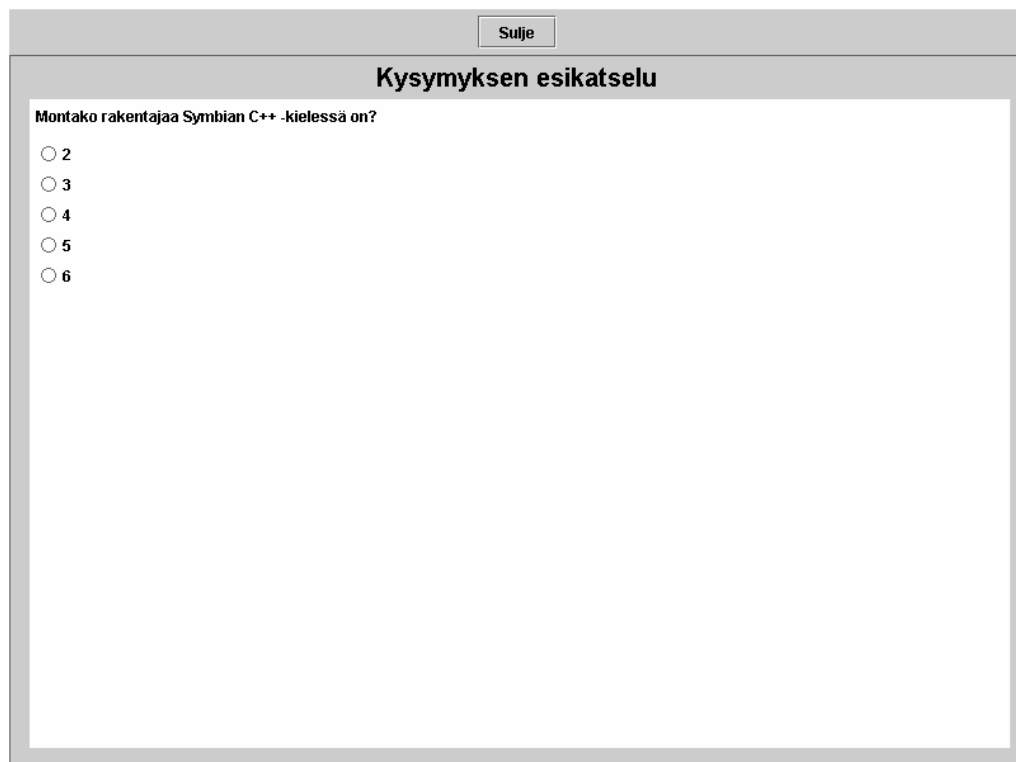 Sulje
Kysymyksen esikatselu
Montako rakentajaa Symbian C++ -kielessä on?
2
3
4
5
6